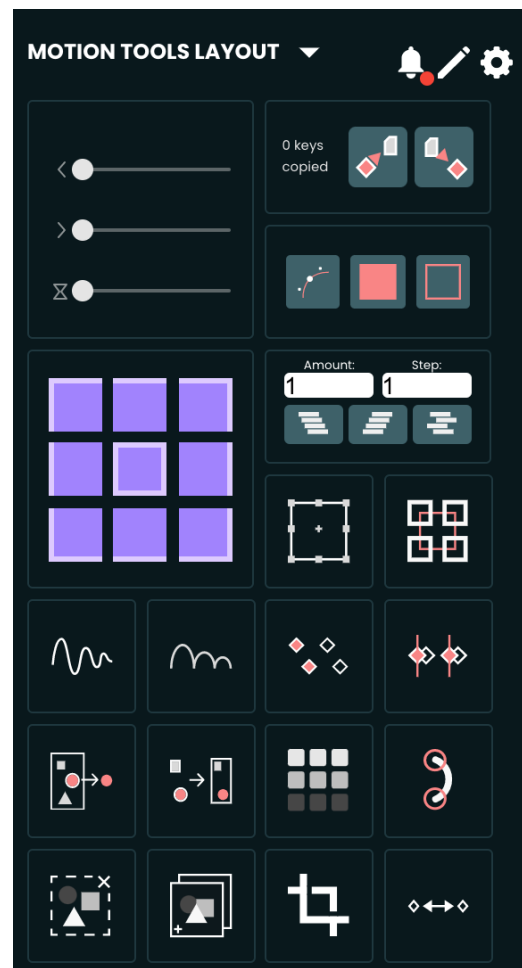 MOTION TOOLS LAYOUT
0 keys
copied
Amount: Step:
1 1